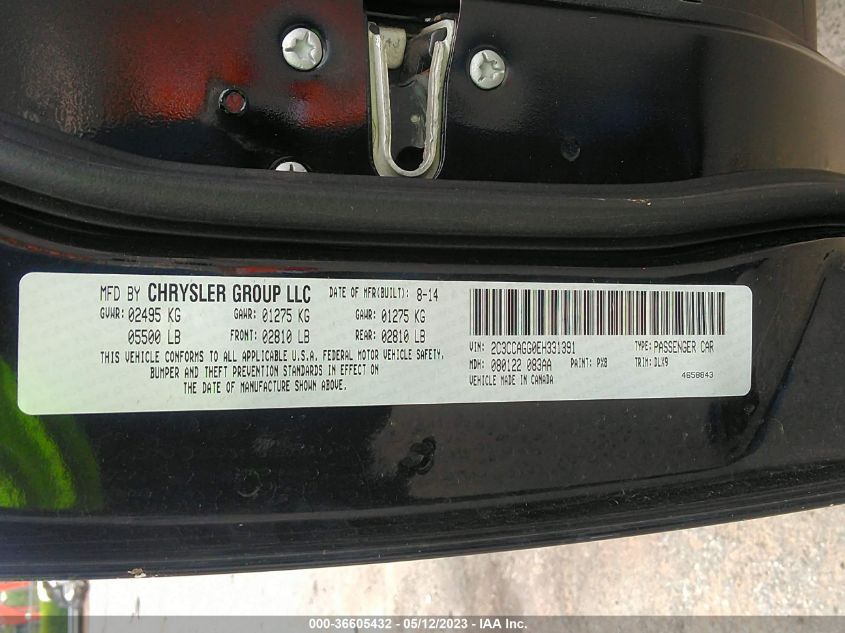 MFD BY CHRYSLER GROUP LLC DATE OF MFR(BUILT): 8-14
GVWR: 02495 KG GAWR: 01275 KG GAWR: 01275 KG
05500 LB FRONT: 02810 LB REAR: 02810 LB
THIS VEHICLE CONFORMS TO ALL APPLICABLE U.S.A. FEDERAL MOTOR VEHICLE SAFETY,
BUMPER AND THEFT PREVENTION STANDARDS IN EFFECT ON
THE DATE OF MANUFACTURE SHOWN ABOVE.
VIN: 2C3CCAGG0EH331391 TYPE: PASSENGER CAR
MDH: 080122 083AA PAINT: PX8 TRIM: DLX9
VEHICLE MADE IN CANADA 4658843
000-36605432 - 05/12/2023 - IAA Inc.